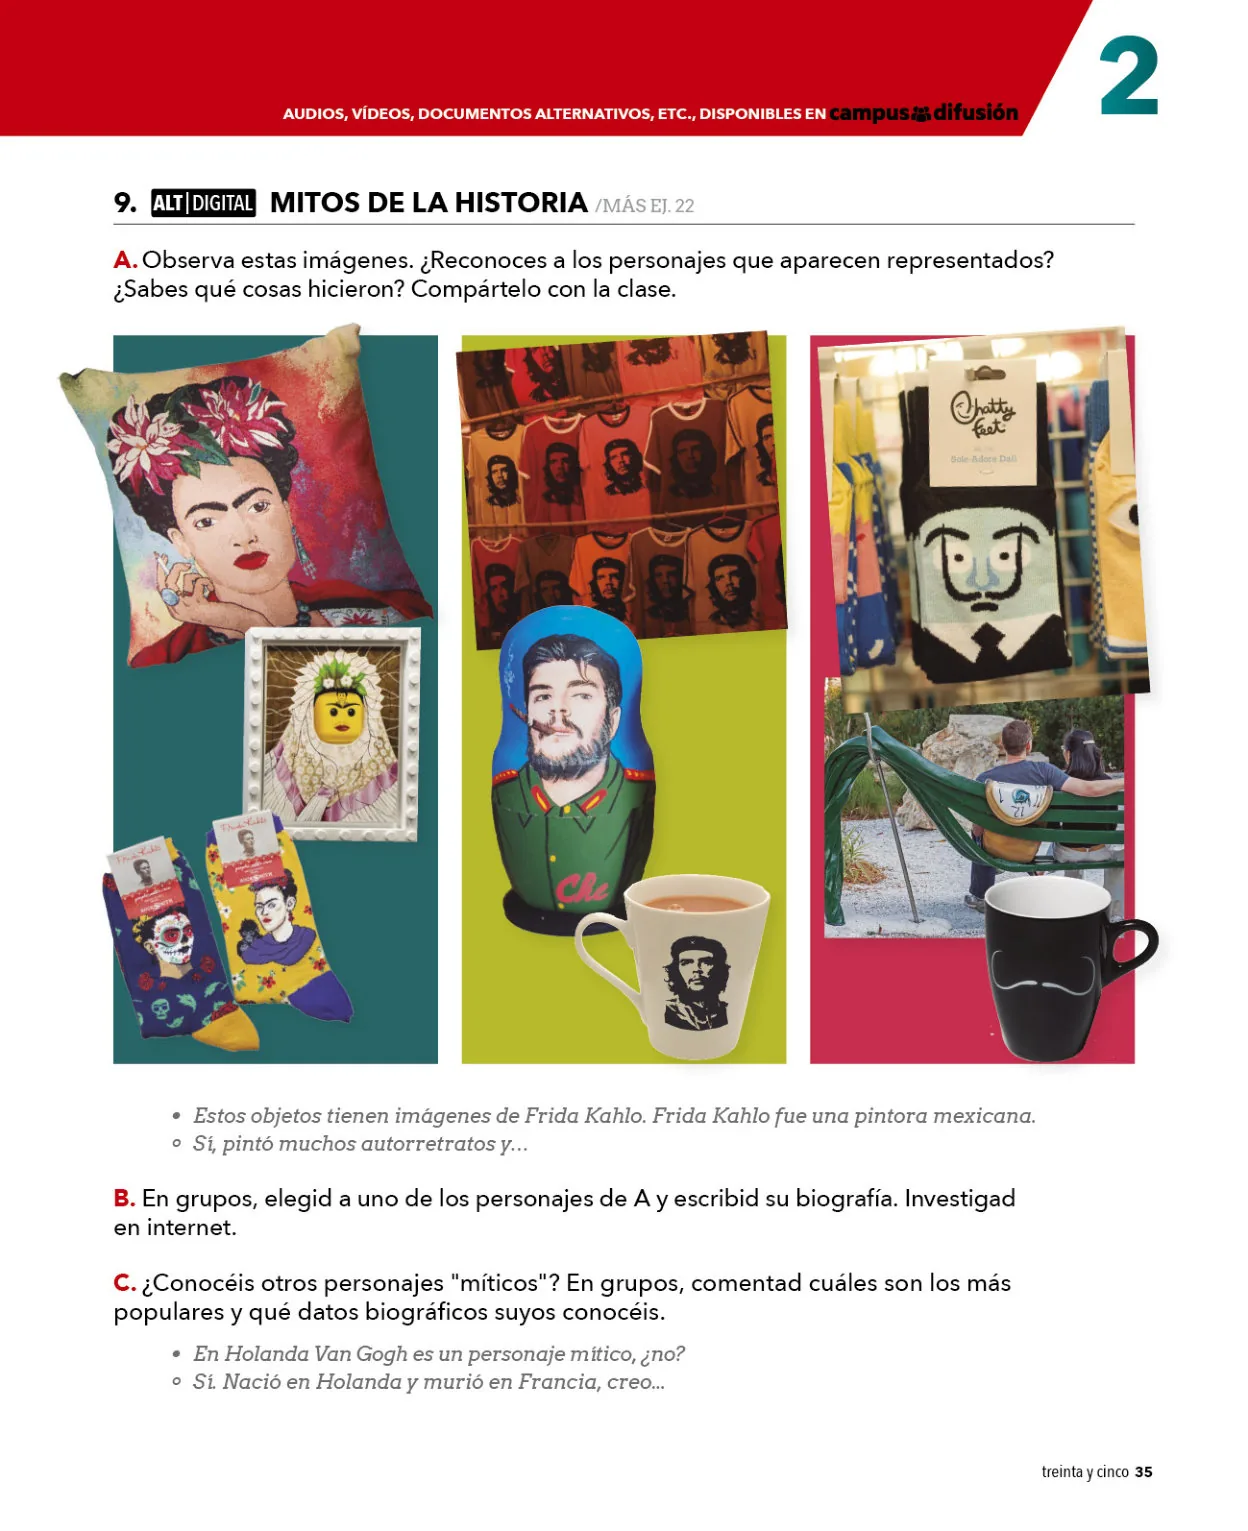 2
AUDIOS, VÍDEOS, DOCUMENTOS ALTERNATIVOS, ETC., DISPONIBLES EN campus difusión
9. ALT|DIGITAL MITOS DE LA HISTORIA /MÁS EJ. 22
A. Observa estas imágenes. ¿Reconoces a los personajes que aparecen representados?
¿Sabes qué cosas hicieron? Compártelo con la clase.
Chatty
feet
Sole-Adore Dali
Frida Kahlo
Che
• Estos objetos tienen imágenes de Frida Kahlo. Frida Kahlo fue una pintora mexicana.
○ Sí, pintó muchos autorretratos y…
B. En grupos, elegid a uno de los personajes de A y escribid su biografía. Investigad
en internet.
C. ¿Conocéis otros personajes "míticos"? En grupos, comentad cuáles son los más
populares y qué datos biográficos suyos conocéis.
• En Holanda Van Gogh es un personaje mítico, ¿no?
○ Sí. Nació en Holanda y murió en Francia, creo...
treinta y cinco 35